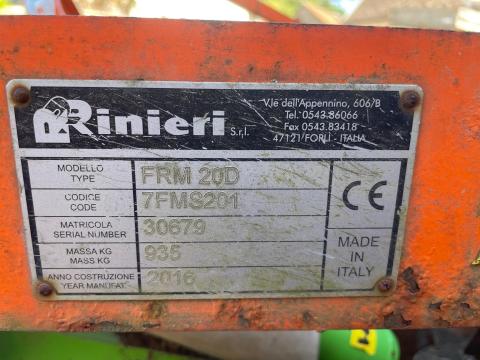 Rinieri S.r.l.
V.le dell'Appennino, 606/B
Tel. 0543.86066
Fax 0543.83418
47121/FORLI - ITALIA
MODELLO
TYPE
FRM 20D
CODICE
CODE
7FMS201
MATRICOLA
SERIAL NUMBER
30679
MASSA KG
MASS KG
935
ANNO COSTRUZIONE
YEAR MANUFAT.
2016
CE
MADE
IN
ITALY